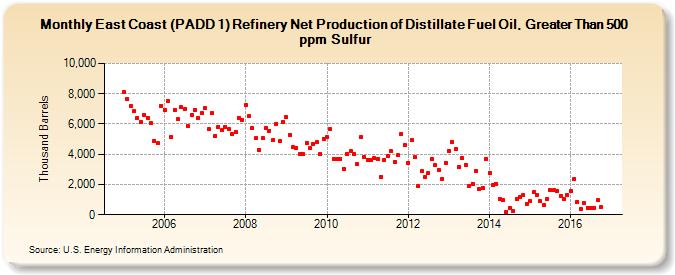 Monthly East Coast (PADD 1) Refinery Net Production of Distillate Fuel Oil, Greater Than 500
ppm Sulfur
Thousand Barrels
10,000
8,000
6,000
4,000
2,000
0
2006 2008 2010 2012 2014 2016
Source: U.S. Energy Information Administration